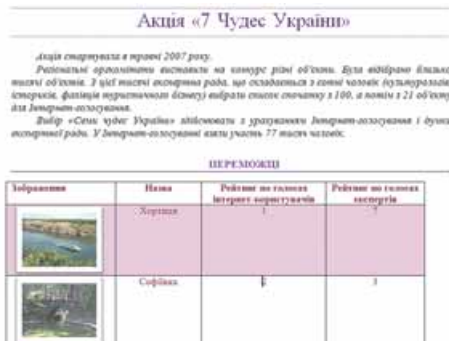 Акція «7 Чудес України»
Акція стартувала в травні 2007 року.
Регіональні оргкомітети виставили на конкурс різні об'єкти. Було відібрано близько
тисячі об'єктів. З цієї тисячі експертна рада, що складається з сотні чоловік (культурологів
істориків, фахівців туристичного бізнесу) вибрали список спочатку з 100, а потім з 21 об'єкту
для Інтернет-голосування.
Вибір «Семи чудес України» здійснювали з урахуванням Інтернет-голосування і думки
експертної ради. У Інтернет-голосуванні взяли участь 77 тисяч чоловік.
ПЕРЕМОЖЦІ
Зображення Назва Рейтинг по голосах інтернет користувачів Рейтинг по голосах експертів
Хортиця 1 7
Софіївка 3